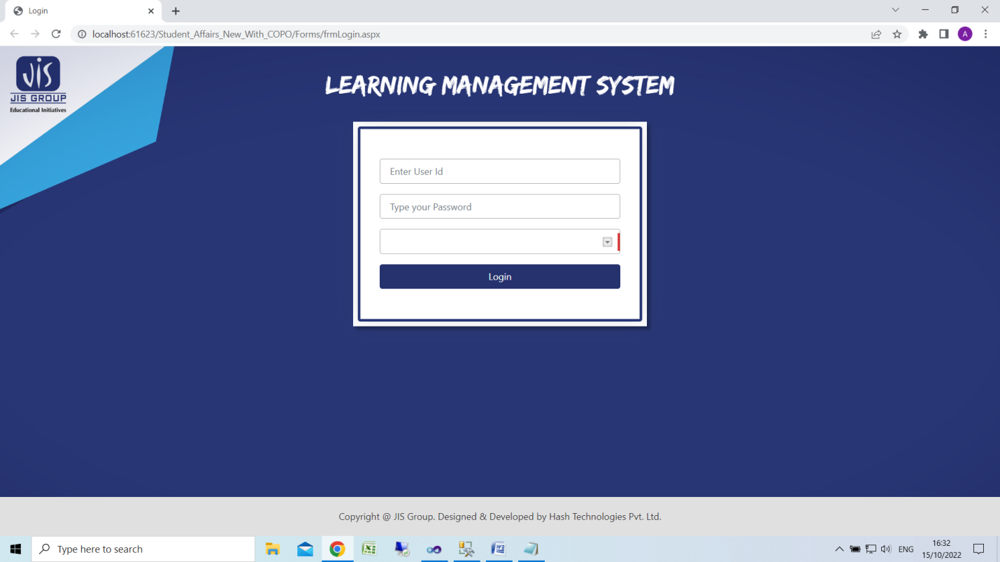 Login
localhost:61623/Student_Affairs_New_With_COPO/Forms/frmLogin.aspx
A
JIS
JIS GROUP
Educational Initiatives
LEARNING MANAGEMENT SYSTEM
Enter User Id
Type your Password
Login
Copyright @ JIS Group. Designed & Developed by Hash Technologies Pvt. Ltd.
Type here to search
ENG
16:32
15/10/2022